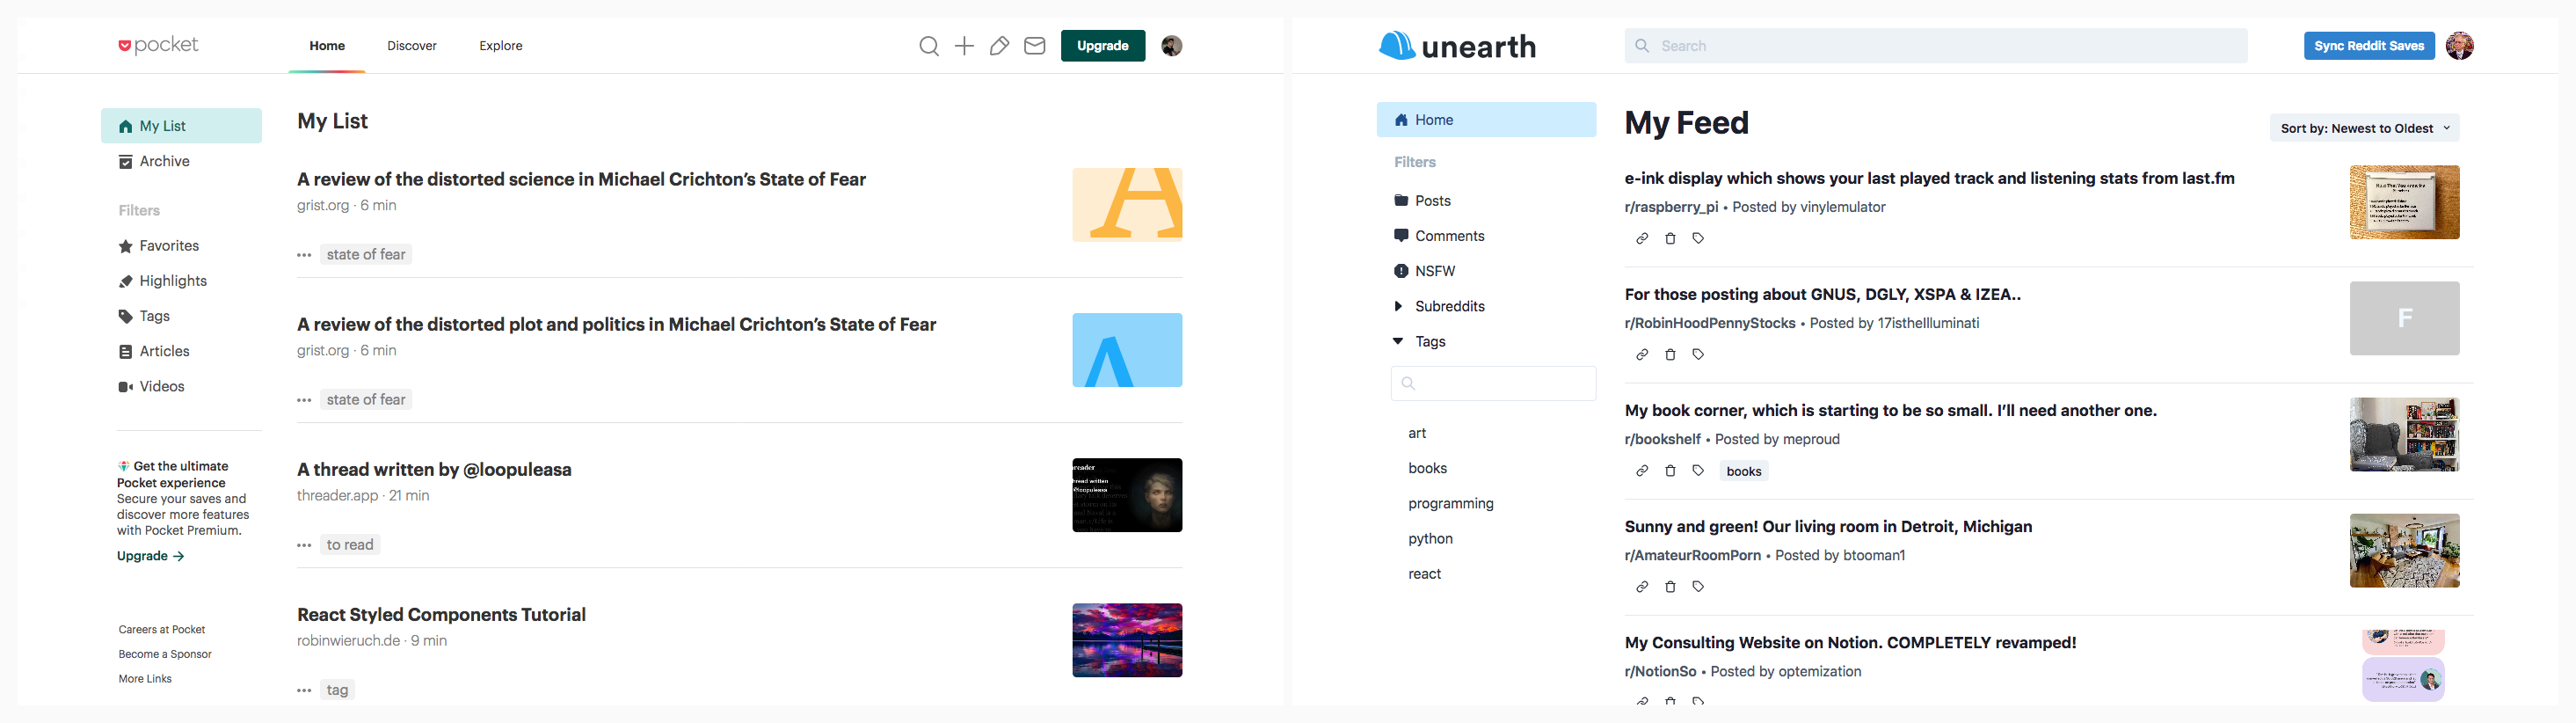 pocket
Home
Discover
Explore
Upgrade
My List
Archive
Filters
Favorites
Highlights
Tags
Articles
Videos
Get the ultimate
Pocket experience
Secure your saves and
discover more features
with Pocket Premium.
Upgrade →
Careers at Pocket
Become a Sponsor
More Links
My List
A review of the distorted science in Michael Crichton’s State of Fear
grist.org · 6 min
state of fear
A review of the distorted plot and politics in Michael Crichton’s State of Fear
grist.org · 6 min
state of fear
A thread written by @loopuleasa
threader.app · 21 min
to read
React Styled Components Tutorial
robinwieruch.de · 9 min
tag
unearth
Search
Sync Reddit Saves
Home
Filters
Posts
Comments
NSFW
Subreddits
Tags
art
books
programming
python
react
My Feed
Sort by: Newest to Oldest
e-ink display which shows your last played track and listening stats from last.fm
r/raspberry_pi • Posted by vinylemulator
For those posting about GNUS, DGLY, XSPA & IZEA..
r/RobinHoodPennyStocks • Posted by 17isthelIluminati
F
My book corner, which is starting to be so small. I’ll need another one.
r/bookshelf • Posted by meproud
books
Sunny and green! Our living room in Detroit, Michigan
r/AmateurRoomPorn • Posted by btooman1
My Consulting Website on Notion. COMPLETELY revamped!
r/NotionSo • Posted by optemization